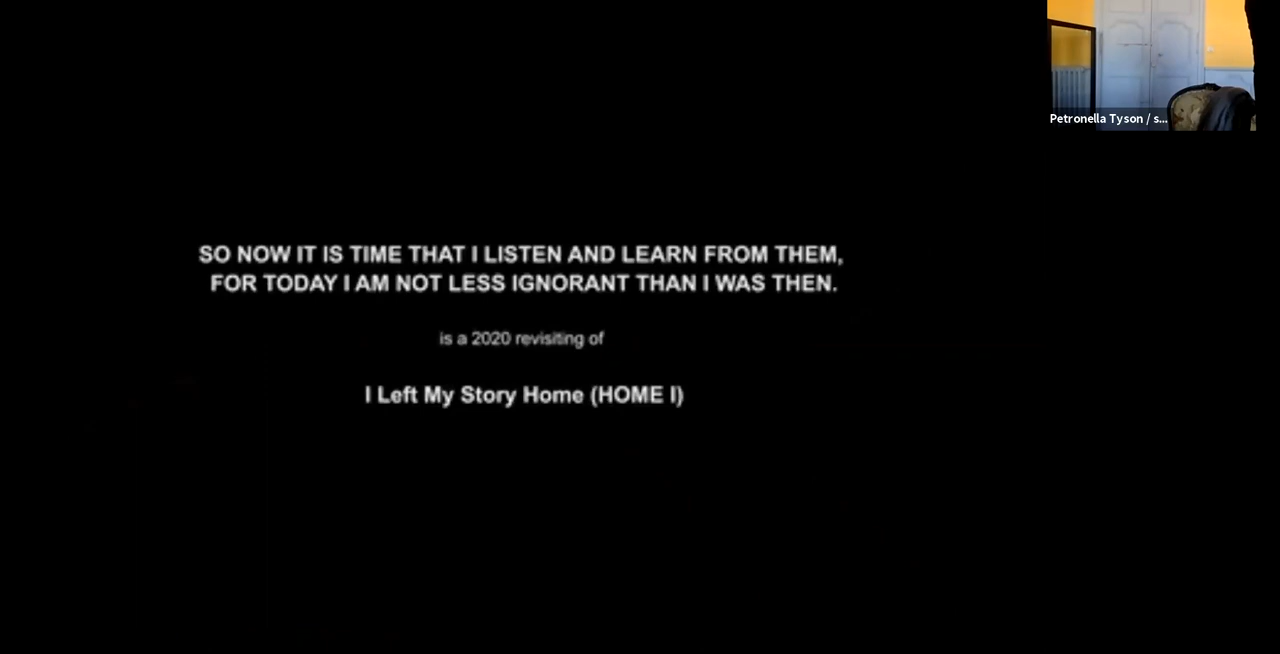 Petronella Tyson / s...
SO NOW IT IS TIME THAT I LISTEN AND LEARN FROM THEM,
FOR TODAY I AM NOT LESS IGNORANT THAN I WAS THEN.
is a 2020 revisiting of
I Left My Story Home (HOME I)